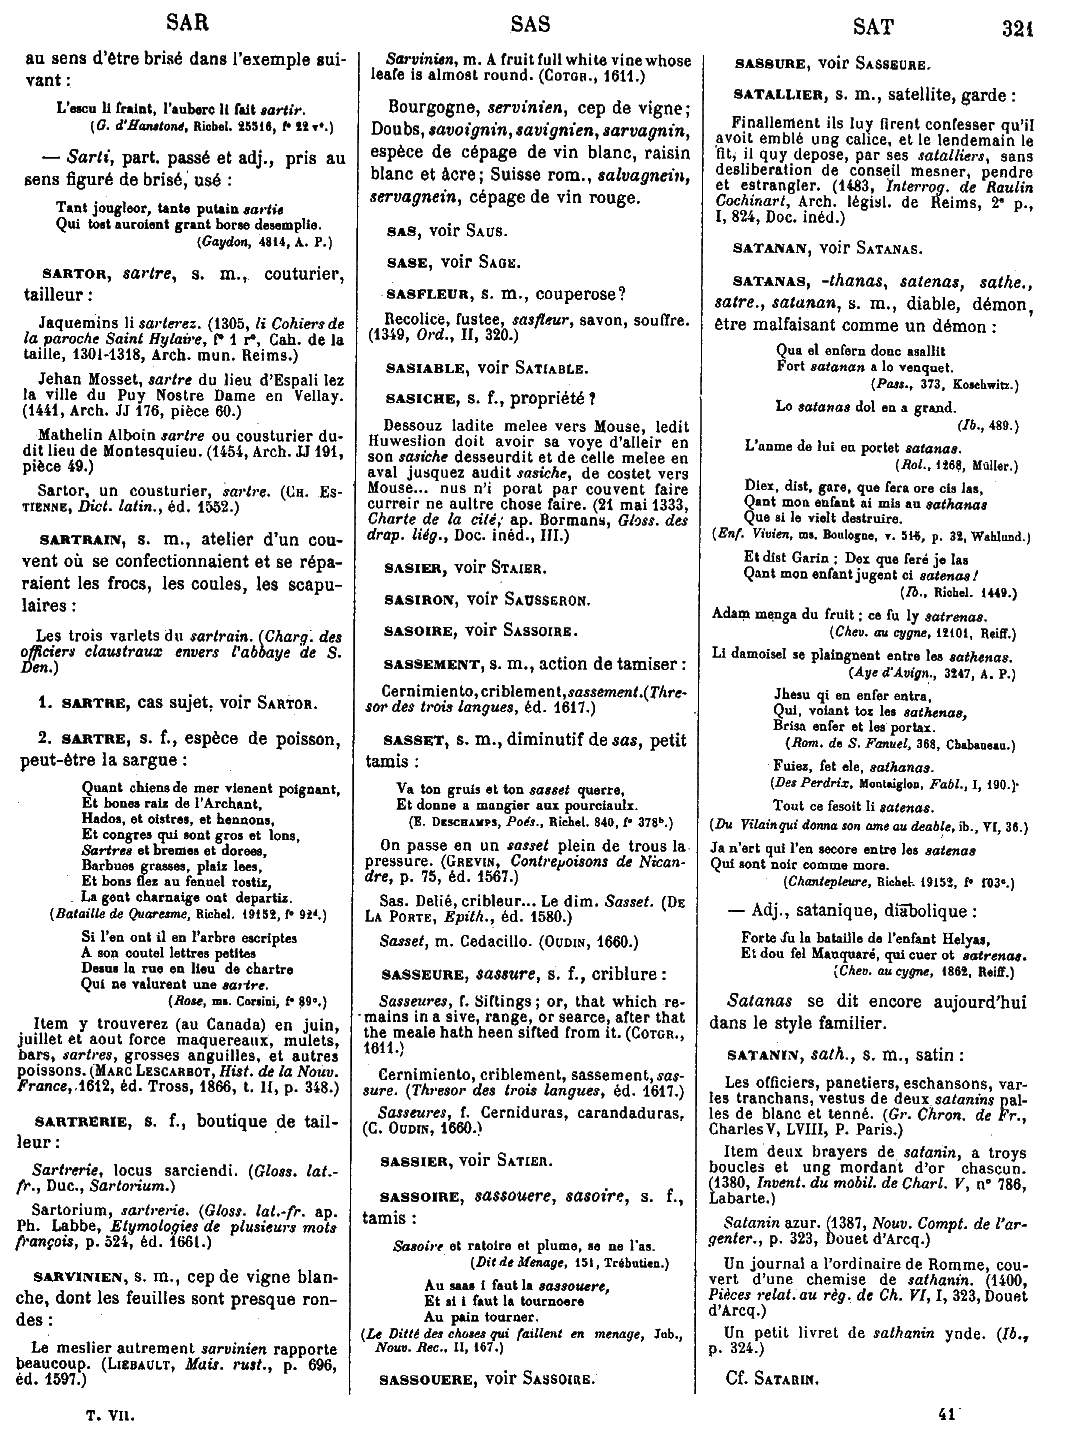 SAR
SAS
SAT
321
au sens d'être brisé dans l'exemple sui-
vant :
L'escu li fraint, l'auberc li fait sartir.
(G. d'Hanstone, Richel. 25516, fº 22 vº.)
— Sarti, part. passé et adj., pris au
sens figuré de brisé, usé :
Tant jougleor, tante putain sartie
Qui tost auroient grant borse desemplie.
(Gaydon, 4814, A. P.)
SARTOR, sartre, s. m., couturier,
tailleur :
Jaquemins li sarterez. (1305, li Cohiers de
la paroche Saint Hylaire, fº 1 rº, Cah. de la
taille, 1301-1318, Arch. mun. Reims.)
Jehan Mosset, sartre du lieu d'Espali lez
la ville du Puy Nostre Dame en Vellay.
(1441, Arch. JJ 176, pièce 60.)
Mathelin Alboin sartre ou cousturier du-
dit lieu de Montesquieu. (1454, Arch. JJ 191,
pièce 49.)
Sartor, un cousturier, sartre. (CH. ES-
TIENNE, Dict. latin., éd. 1552.)
SARTRAIN, s. m., atelier d'un cou-
vent où se confectionnaient et se répa-
raient les frocs, les coules, les scapu-
laires :
Les trois varlets du sartrain. (Charg. des
officiers claustraux envers l'abbaye de S.
Den.)
1. SARTRE, cas sujet, voir SARTOR.
2. SARTRE, s. f., espèce de poisson,
peut-être la sargue :
Quant chiens de mer vienent poignant,
Et bones raiz de l'Archant,
Hados, et oistres, et hennons,
Et congres qui sont gros et lons,
Sartres et bremes et dorees,
Barbues grasses, plaiz lees,
Et bons flez au fenuel rostiz,
La gent charnaige ont departiz.
(Bataille de Quaresme, Richel. 19152, fº 92ᵈ.)
Si l'en ont il en l'arbre escriptes
A son coutel lettres petites
Desus la rue en lieu de chartre
Qui ne valurent une sartre.
(Rose, ms. Corsini, fº 89ᶜ.)
Item y trouverez (au Canada) en juin,
juillet et aout force maquereaux, mulets,
bars, sartres, grosses anguilles, et autres
poissons. (MARC LESCARBOT, Hist. de la Nouv.
France, 1612, éd. Tross, 1866, t. II, p. 348.)
SARTRERIE, s. f., boutique de tail-
leur :
Sartrerie, locus sarciendi. (Gloss. lat.-
fr., Duc., Sartorium.)
Sartorium, sartrerie. (Gloss. lat.-fr. ap.
Ph. Labbe, Etymologies de plusieurs mots
françois, p. 524, éd. 1661.)
SARVINIEN, s. m., cep de vigne blan-
che, dont les feuilles sont presque ron-
des :
Le meslier autrement sarvinien rapporte
beaucoup. (LIEBAULT, Mais. rust., p. 696,
éd. 1597.)
T. VII.
Sarvinien, m. A fruit full white vine whose
leafe is almost round. (COTGR., 1611.)
Bourgogne, servinien, cep de vigne ;
Doubs, savoignin, savignien, sarvagnin,
espèce de cépage de vin blanc, raisin
blanc et âcre ; Suisse rom., salvagnein,
servagnein, cépage de vin rouge.
SAS, voir SAUS.
SASE, voir SAGE.
SASFLEUR, s. m., couperose ?
Recolice, fustee, sasfleur, savon, souffre.
(1349, Ord., II, 320.)
SASIABLE, voir SATIABLE.
SASICHE, s. f., propriété ?
Dessouz ladite melee vers Mouse, ledit
Huweslion doit avoir sa voye d'alleir en
son sasiche desseurdit et de celle melee en
aval jusquez audit sasiche, de costet vers
Mouse... nus n'i porat par couvent faire
curreir ne aultre chose faire. (21 mai 1333,
Charte de la cité, ap. Bormans, Gloss. des
drap. liég., Doc. inéd., III.)
SASIER, voir STAIER.
SASIRON, voir SAUSSERON.
SASOIRE, voir SASSOIRE.
SASSEMENT, s. m., action de tamiser :
Cernimiento, criblement, sassement. (Thre-
sor des trois langues, éd. 1617.)
SASSET, s. m., diminutif de sas, petit
tamis :
Va ton gruis et ton sasset querre,
Et donne a mangier aux pourciaulx.
(E. DESCHAMPS, Poés., Richel. 840, fº 378ᵇ.)
On passe en un sasset plein de trous la
pressure. (GREVIN, Contrepoisons de Nican-
dre, p. 75, éd. 1567.)
Sas. Delié, cribleur... Le dim. Sasset. (DE
LA PORTE, Epith., éd. 1580.)
Sasset, m. Cedacillo. (OUDIN, 1660.)
SASSEURE, sassure, s. f., criblure :
Sasseures, f. Siftings ; or, that which re-
mains in a sive, range, or searce, after that
the meale hath heen sifted from it. (COTGR.,
1611.)
Cernimiento, criblement, sassement, sas-
sure. (Thresor des trois langues, éd. 1617.)
Sasseures, f. Cerniduras, carandaduras,
(C. OUDIN, 1660.)
SASSIER, voir SATIER.
SASSOIRE, sassouere, sasoire, s. f.,
tamis :
Sasoire et ratoire et plume, se ne l'as.
(Dit de Menage, 151, Trébutien.)
Au saas i faut la sassouere,
Et si i faut la tournoere
Au pain tourner.
(Le Ditté des choses qui faillent en menage, Jub.,
Nouv. Rec., II, 167.)
SASSOUERE, voir SASSOIRE.
SASSURE, voir SASSEURE.
SATALLIER, s. m., satellite, garde :
Finallement ils luy firent confesser qu'il
avoit emblé ung calice, et le lendemain le
fit, il quy depose, par ses satalliers, sans
desliberation de conseil mesner, pendre
et estrangler. (1483, Interrog. de Raulin
Cochinart, Arch. législ. de Reims, 2º p.,
I, 824, Doc. inéd.)
SATANAN, voir SATANAS.
SATANAS, -thanas, satenas, sathe.,
satre., satanan, s. m., diable, démon,
être malfaisant comme un démon :
Qua el enfern donc asallit
Fort satanan a lo venquet.
(Pass., 373, Koschwitz.)
Lo satanas dol en a grand.
(Ib., 489.)
L'anme de lui en portet satanas.
(Rol., 1268, Müller.)
Diex, dist, gare, que fera ore cis las,
Qant mon enfant ai mis au sathanas
Que si le vielt destruire.
(Enf. Vivien, ms. Boulogne, v. 516, p. 32, Wahlund.)
Et dist Garin : Dex que feré je las
Qant mon enfant jugent ci satenas !
(Ib., Richel. 1449.)
Adam menga du fruit ; ce fu ly satrenas.
(Chev. au cygne, 12101, Reiff.)
Li damoisel se plaingnent entre les sathenas.
(Aye d'Avign., 3247, A. P.)
Jhesu qi en enfer entra,
Qui, voiant toz les sathenas,
Brisa enfer et les portax.
(Rom. de S. Fanuel, 368, Chabaneau.)
Fuiez, fet ele, sathanas.
(Des Perdrix, Montaiglon, Fabl., I, 190.)
Tout ce fesoit li satenas.
(Du Vilain qui donna son ame au deable, ib., VI, 36.)
Ja n'ert qui l'en secore entre les satenas
Qui sont noir comme more.
(Chantepleure, Richel. 19152, fº 103ᶜ.)
— Adj., satanique, diabolique :
Forte fu la bataille de l'enfant Helyas,
Et dou fel Mauquaré, qui cuer ot satrenas.
(Chev. au cygne, 1862, Reiff.)
Satanas se dit encore aujourd'hui
dans le style familier.
SATANIN, sath., s. m., satin :
Les officiers, panetiers, eschansons, var-
les tranchans, vestus de deux satanins pal-
les de blanc et tenné. (Gr. Chron. de Fr.,
Charles V, LVIII, P. Paris.)
Item deux brayers de satanin, a troys
boucles et ung mordant d'or chascun.
(1380, Invent. du mobil. de Charl. V, nº 786,
Labarte.)
Satanin azur. (1387, Nouv. Compt. de l'ar-
genter., p. 323, Douet d'Arcq.)
Un journal a l'ordinaire de Romme, cou-
vert d'une chemise de sathanin. (1400,
Pièces relat. au règ. de Ch. VI, I, 323, Douet
d'Arcq.)
Un petit livret de sathanin ynde. (Ib.,
p. 324.)
Cf. SATARIN.
41